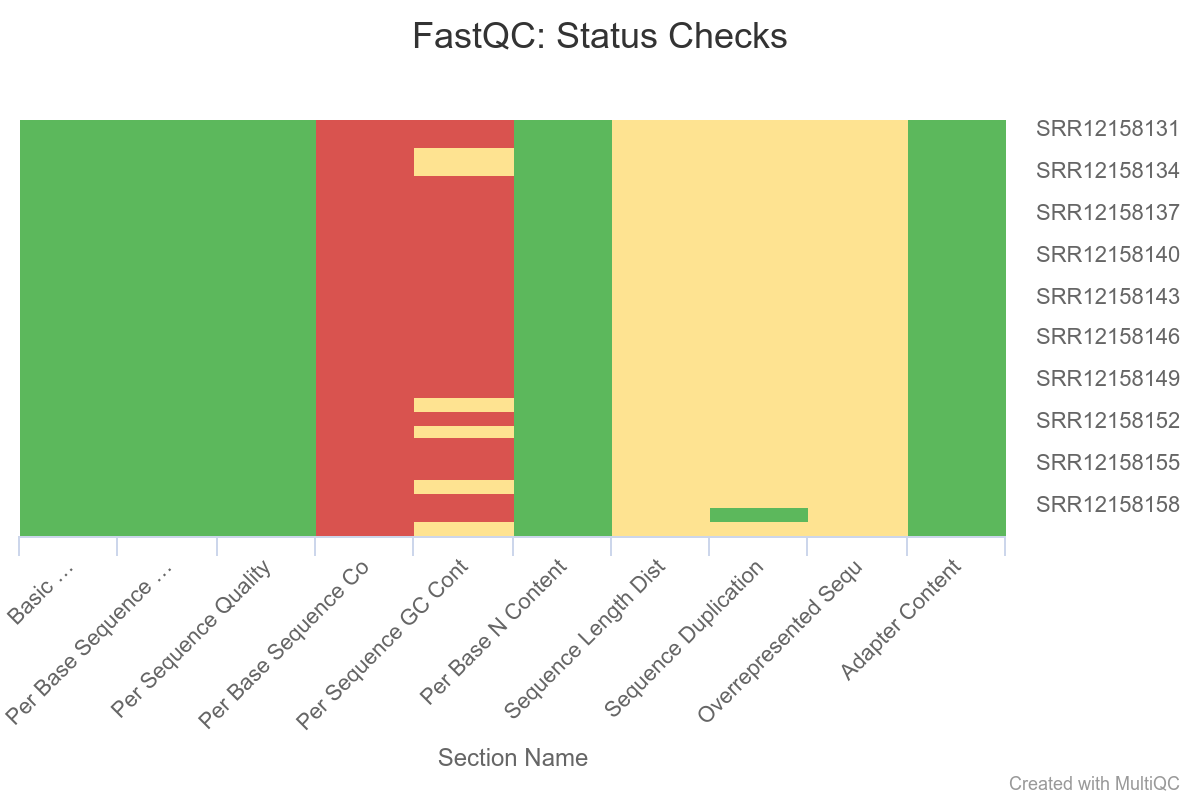 FastQC: Status Checks
SRR12158131
SRR12158134
SRR12158137
SRR12158140
SRR12158143
SRR12158146
SRR12158149
SRR12158152
SRR12158155
SRR12158158
Basic …
Per Base Sequence …
Per Sequence Quality
Per Base Sequence Co
Per Sequence GC Cont
Per Base N Content
Sequence Length Dist
Sequence Duplication
Overrepresented Sequ
Adapter Content
Section Name
Created with MultiQC